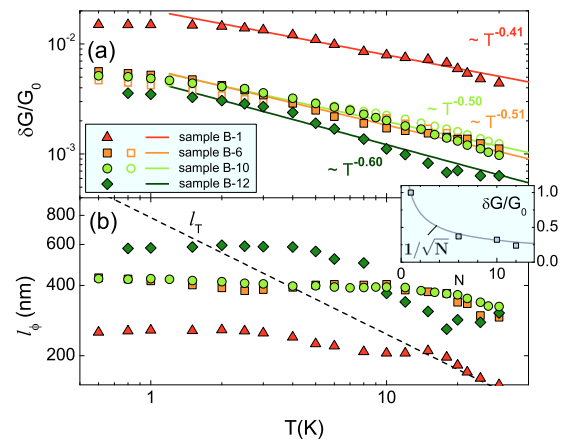 10⁻²
(a)
~ T⁻⁰·⁴¹
δG/G₀
~ T⁻⁰·⁵⁰
~ T⁻⁰·⁵¹
sample B-1
sample B-6
sample B-10
sample B-12
~ T⁻⁰·⁶⁰
10⁻³
δG/G₀
1.0
0.5
0.0
1/√N
0
5
10
N
(b)
l_T
800
600
400
200
l_ϕ (nm)
1
10
T(K)